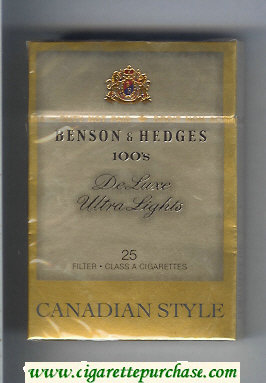 BENSON & HEDGES
100's
De Luxe
Ultra Lights
25
FILTER • CLASS A CIGARETTES
CANADIAN STYLE
www.cigarettepurchase.com